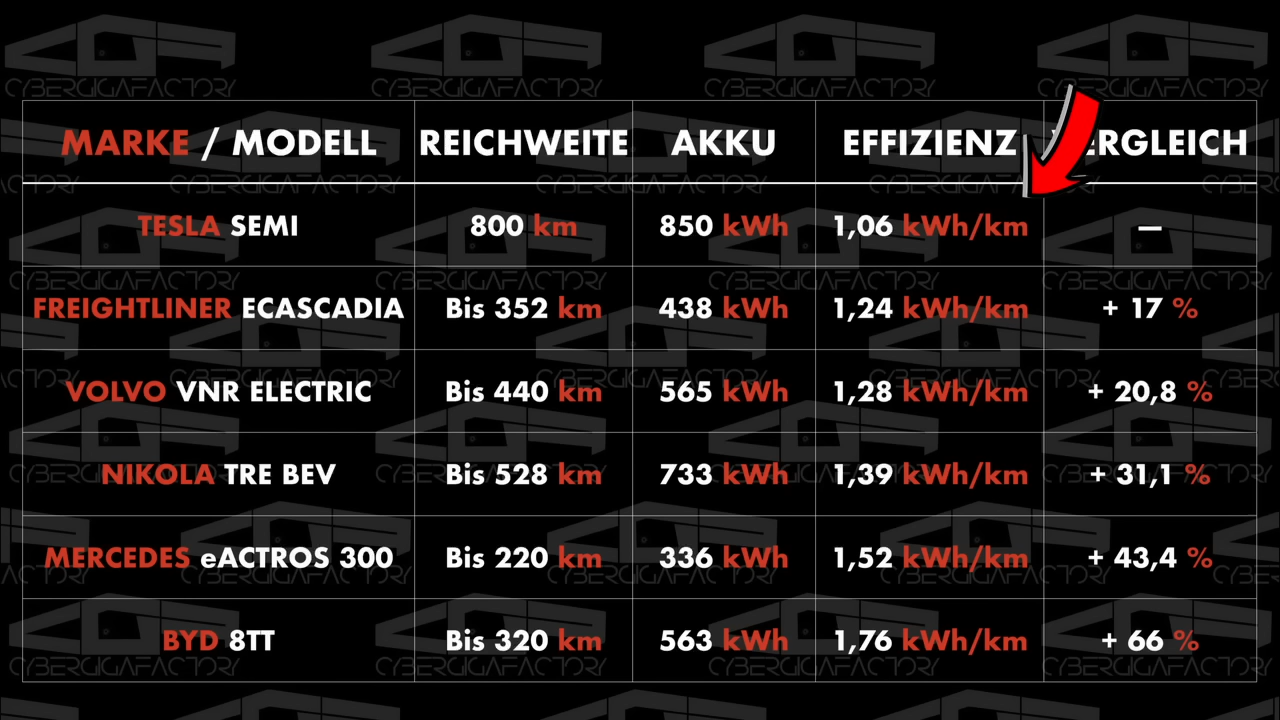 CYBERGIGAFACTORY
MARKE / MODELL REICHWEITE AKKU EFFIZIENZ VERGLEICH
TESLA SEMI 800 km 850 kWh 1,06 kWh/km —
FREIGHTLINER ECASCADIA Bis 352 km 438 kWh 1,24 kWh/km + 17 %
VOLVO VNR ELECTRIC Bis 440 km 565 kWh 1,28 kWh/km + 20,8 %
NIKOLA TRE BEV Bis 528 km 733 kWh 1,39 kWh/km + 31,1 %
MERCEDES eACTROS 300 Bis 220 km 336 kWh 1,52 kWh/km + 43,4 %
BYD 8TT Bis 320 km 563 kWh 1,76 kWh/km + 66 %